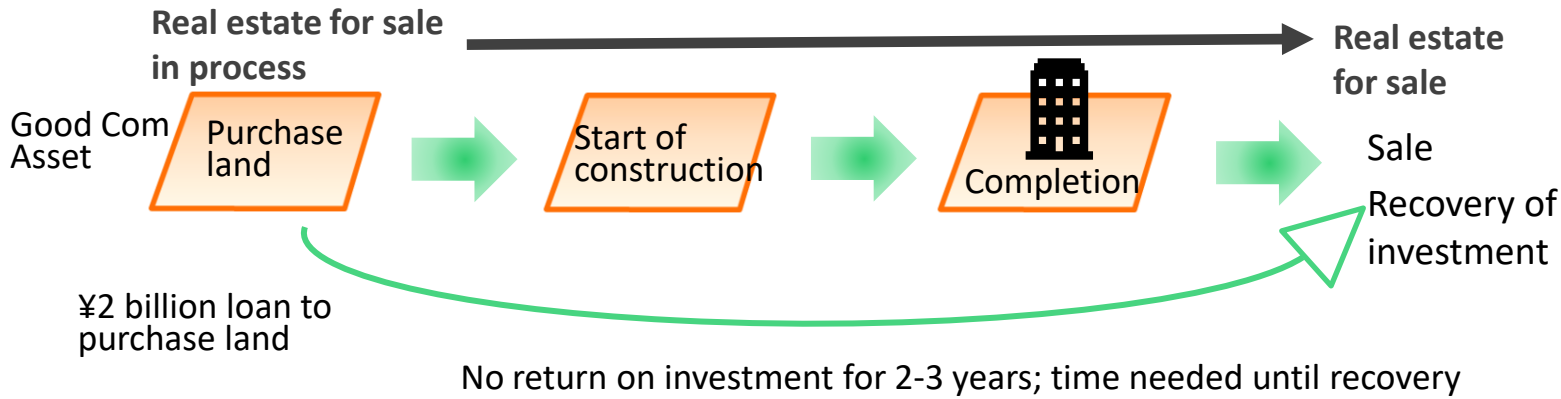 Real estate for sale
in process
Real estate
for sale
Good Com
Asset
Purchase
land
Start of
construction
Completion
Sale
Recovery of
investment
¥2 billion loan to
purchase land
No return on investment for 2-3 years; time needed until recovery